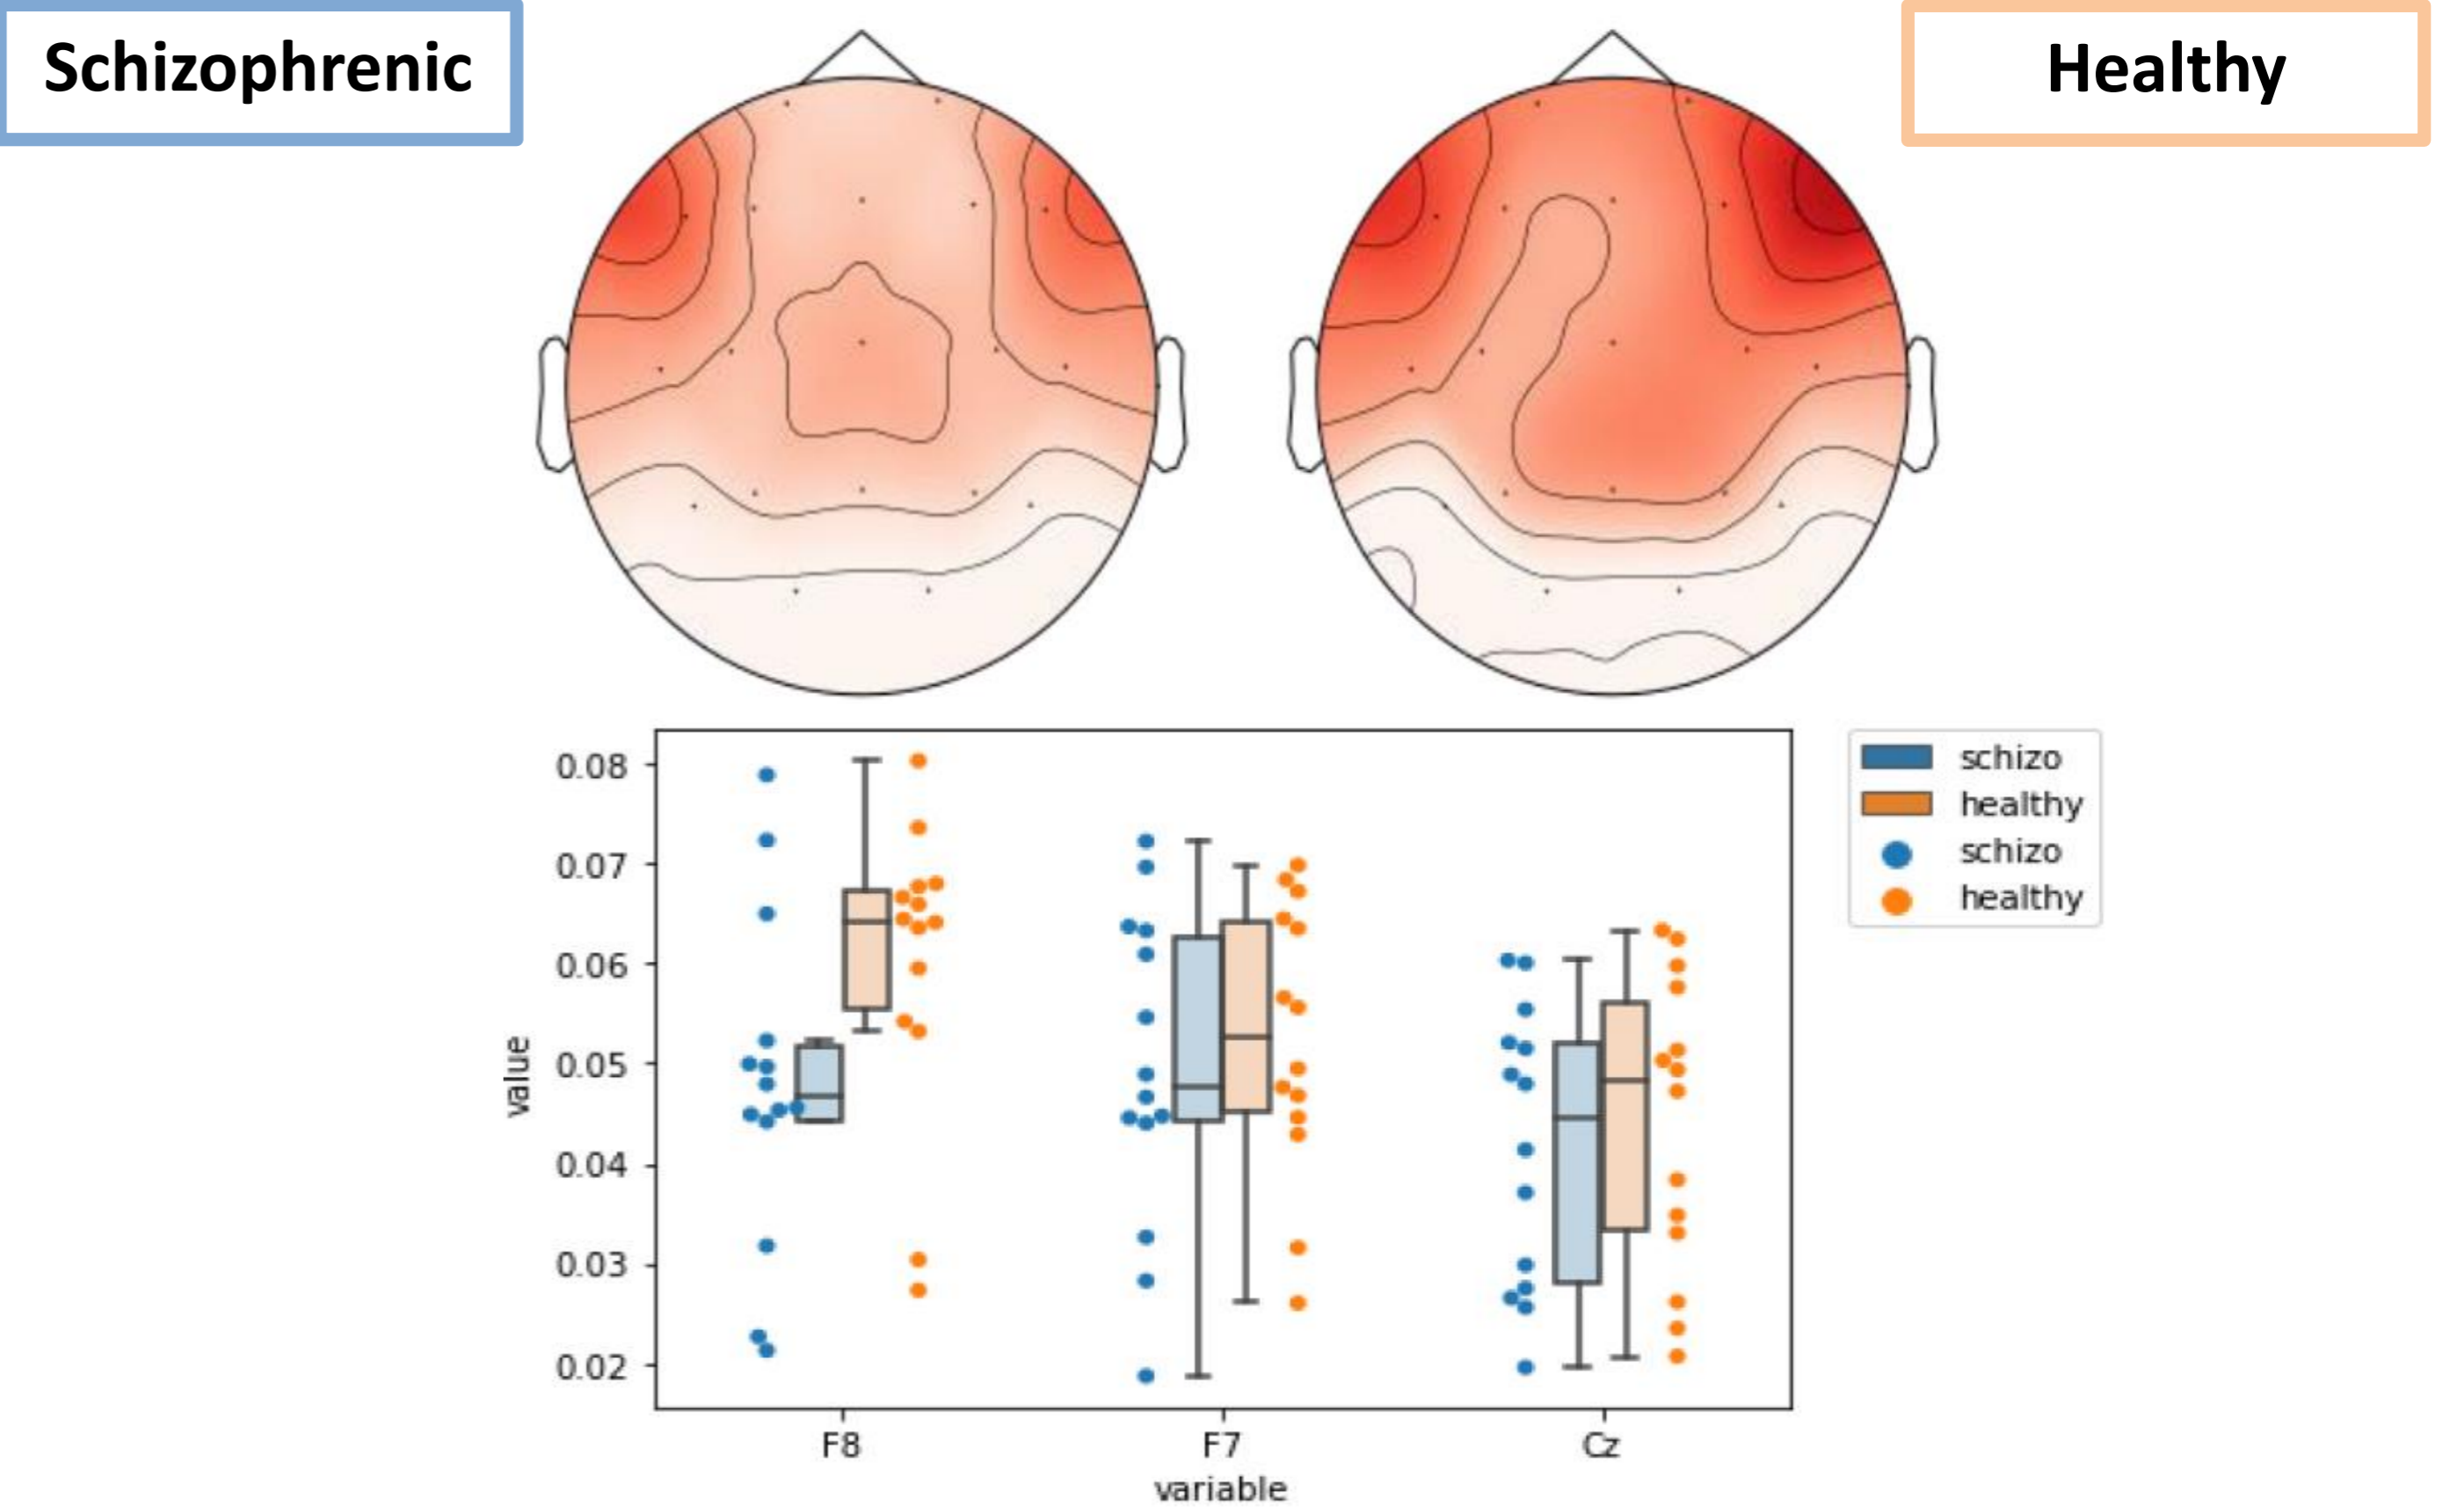 Schizophrenic
Healthy
schizo
healthy
schizo
healthy
0.08
0.07
0.06
0.05
0.04
0.03
0.02
value
F8 F7 Cz
variable